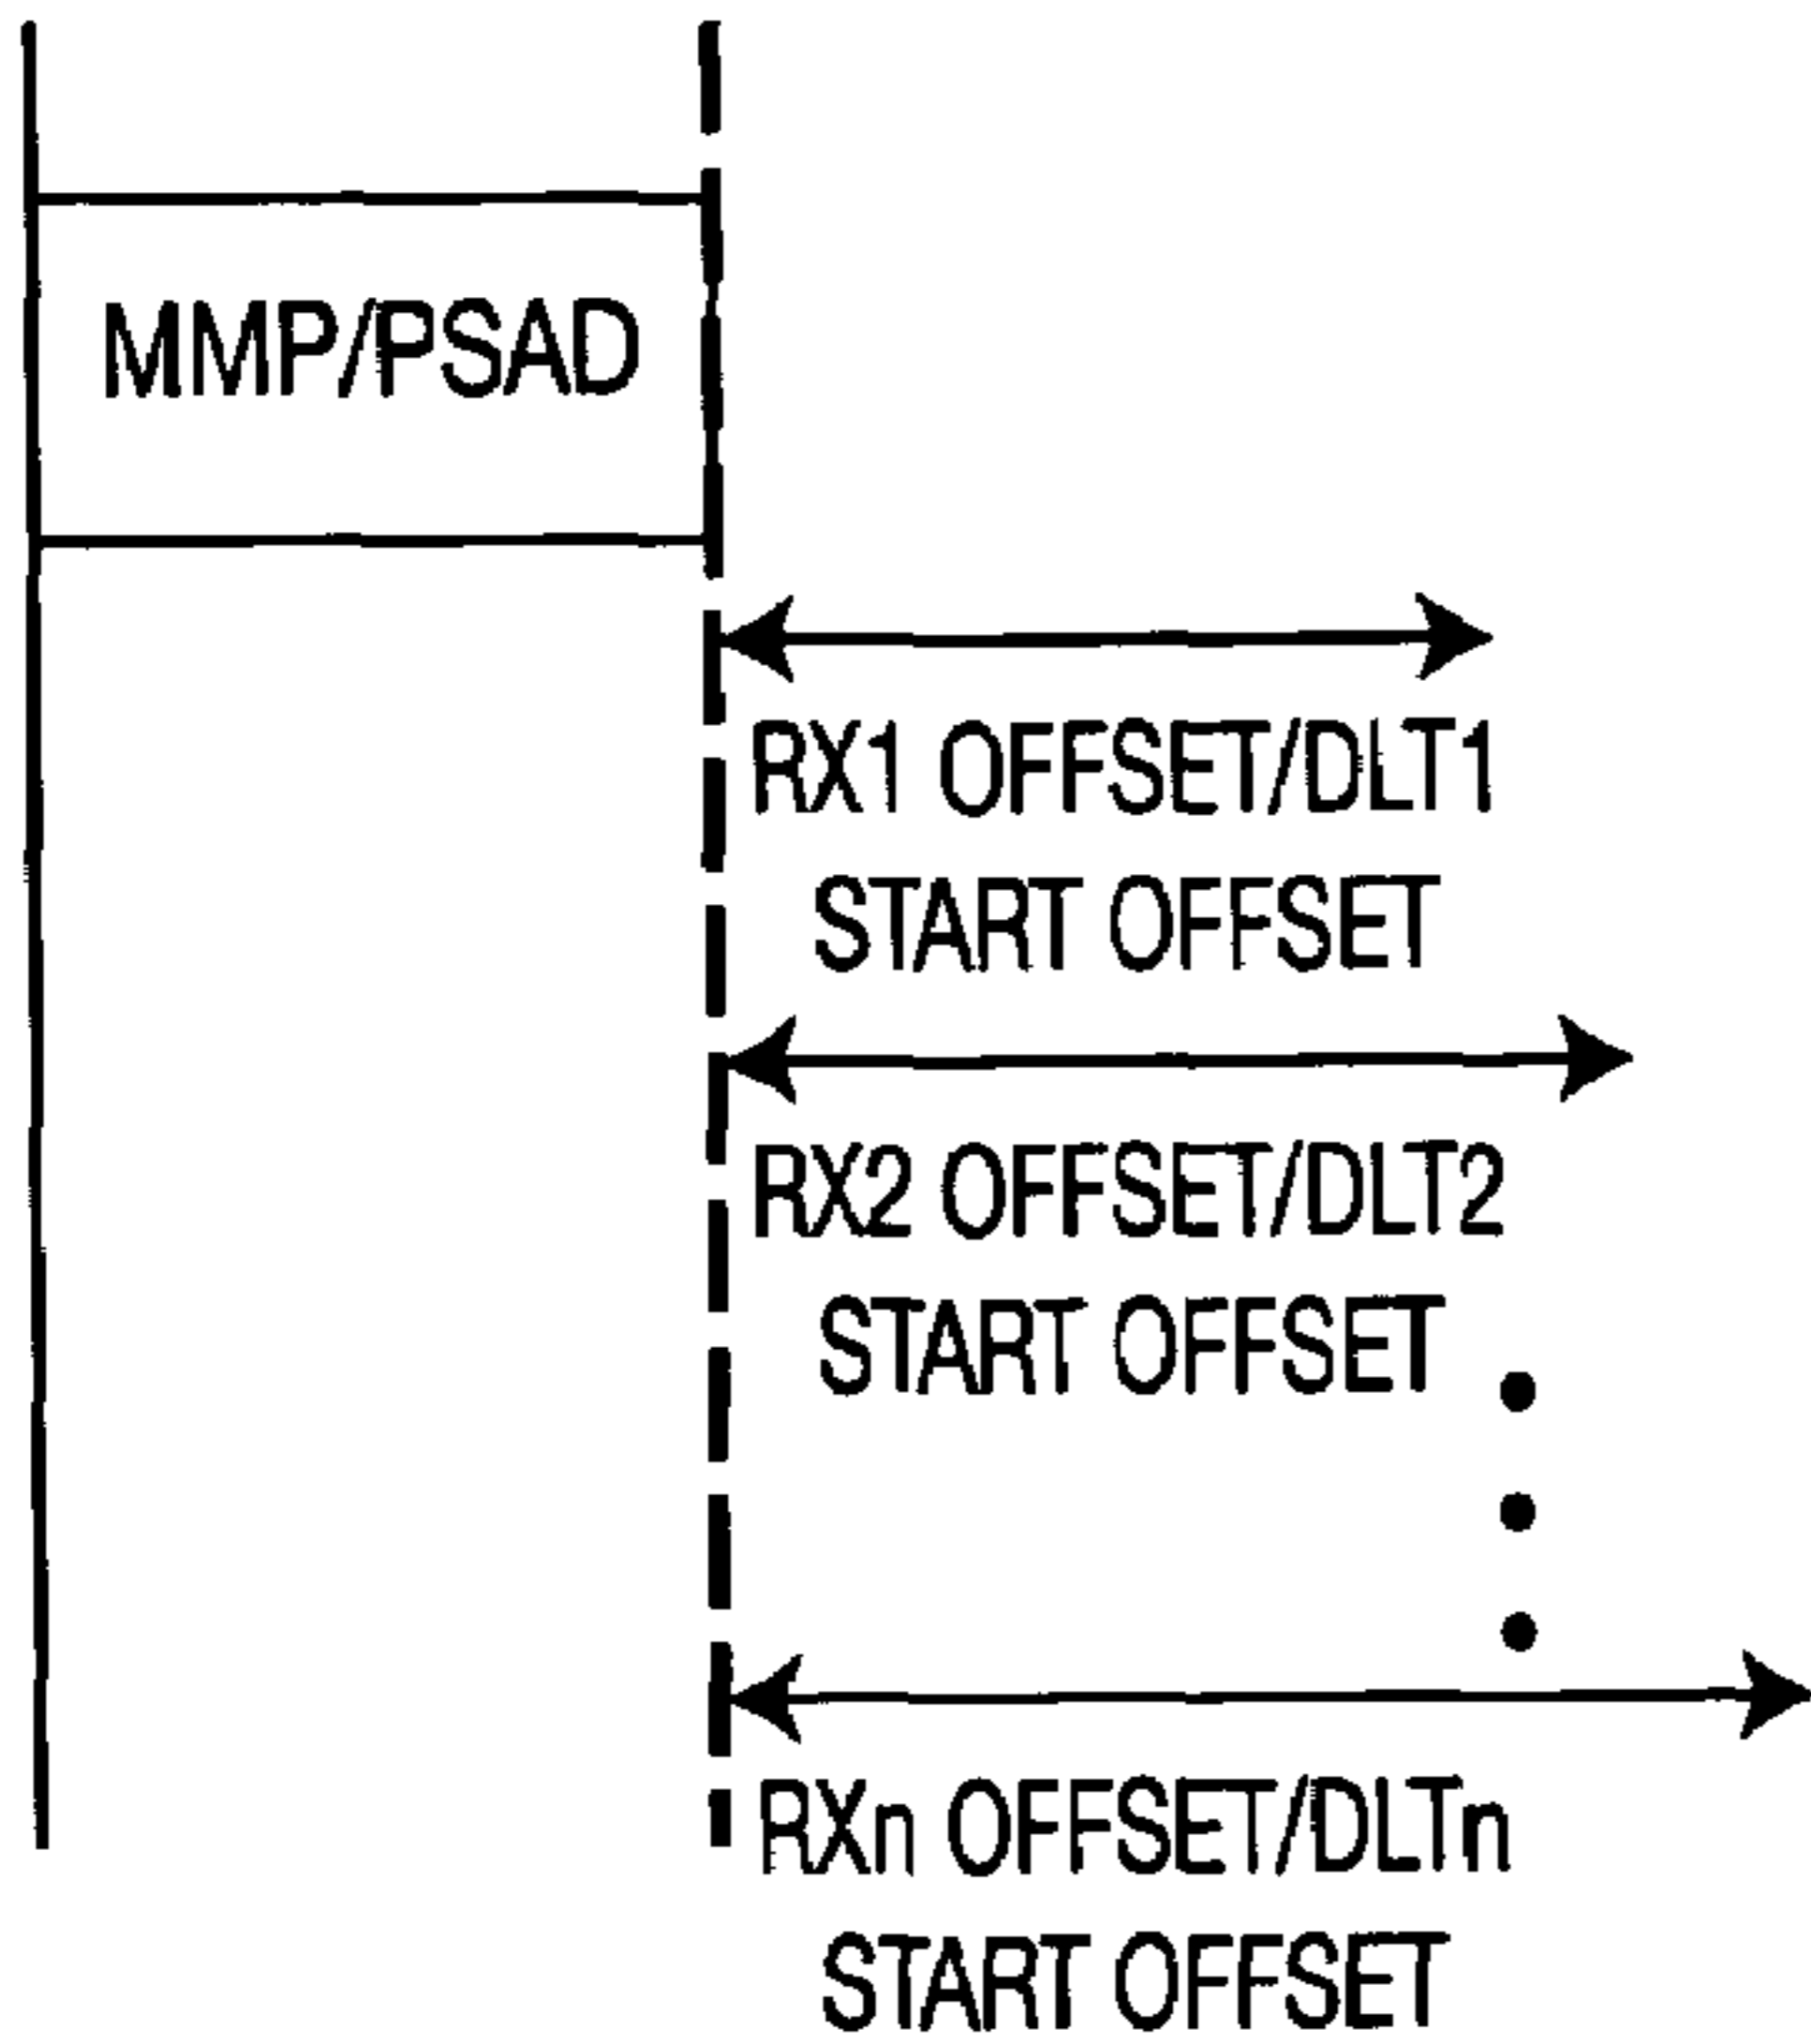 MMP/PSAD
RX1 OFFSET/DLT1
START OFFSET
RX2 OFFSET/DLT2
START OFFSET
RXn OFFSET/DLTn
START OFFSET